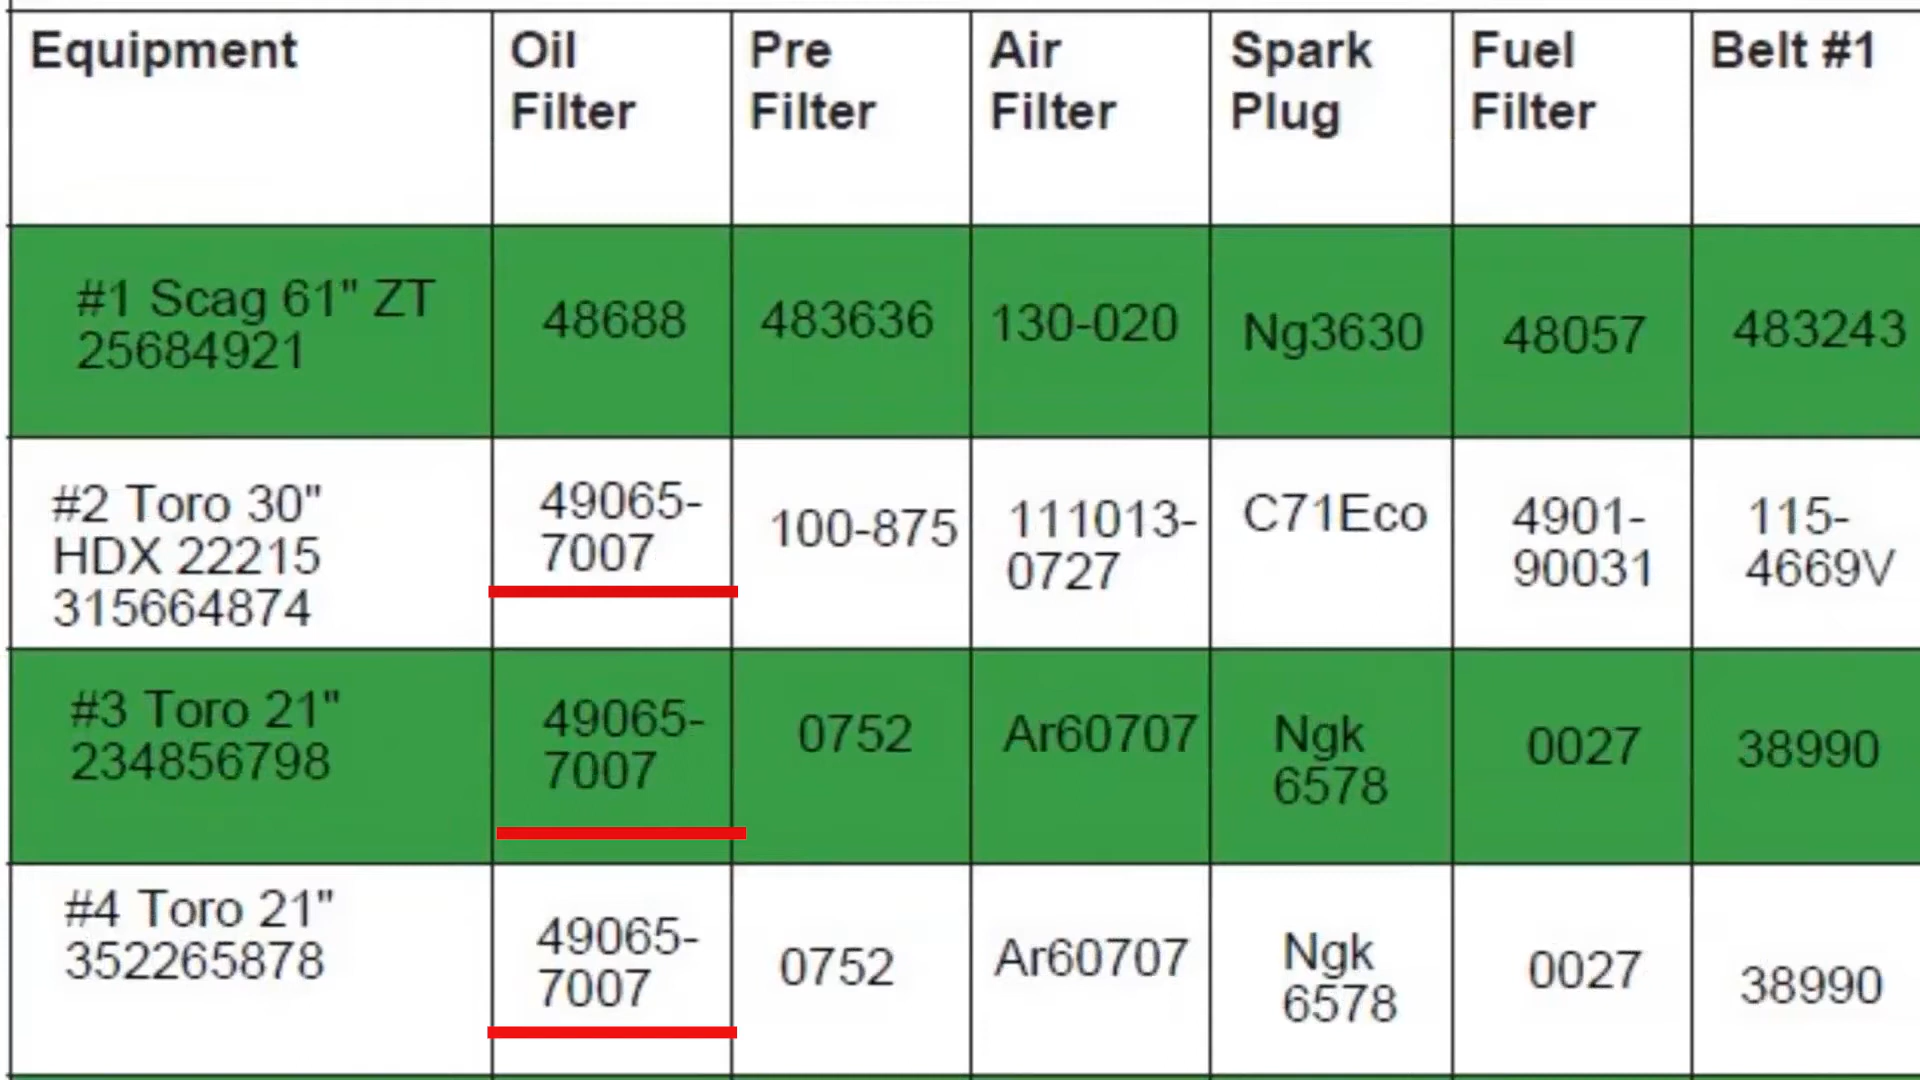 Equipment
Oil
Filter
Pre
Filter
Air
Filter
Spark
Plug
Fuel
Filter
Belt #1
#1 Scag 61" ZT
25684921
48688
483636
130-020
Ng3630
48057
483243
#2 Toro 30"
HDX 22215
315664874
49065-
7007
100-875
111013-
0727
C71Eco
4901-
90031
115-
4669V
#3 Toro 21"
234856798
49065-
7007
0752
Ar60707
Ngk
6578
0027
38990
#4 Toro 21"
352265878
49065-
7007
0752
Ar60707
Ngk
6578
0027
38990